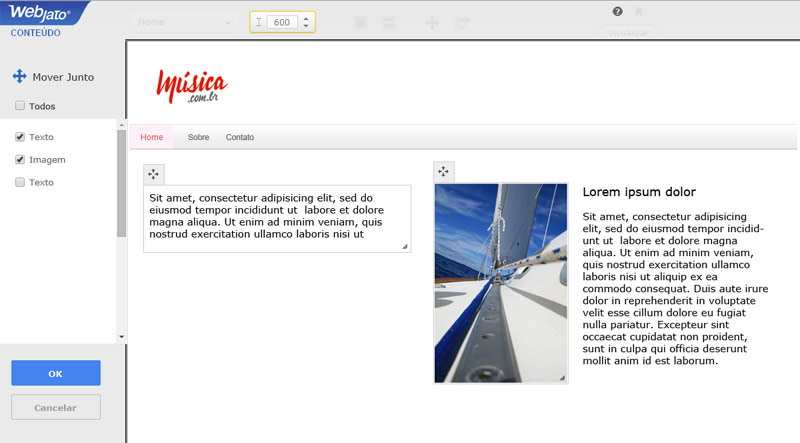 WebJato®
Home
600
Visualizar
CONTEÚDO
Mover Junto
Todos
Texto
Imagem
Texto
OK
Cancelar
Música
.com.br
Home Sobre Contato
Sit amet, consectetur adipisicing elit, sed do
eiusmod tempor incididunt ut labore et dolore
magna aliqua. Ut enim ad minim veniam, quis
nostrud exercitation ullamco laboris nisi ut
Lorem ipsum dolor
Sit amet, consectetur adipisicing
elit, sed do eiusmod tempor incidid-
unt ut labore et dolore magna
aliqua. Ut enim ad minim veniam,
quis nostrud exercitation ullamco
laboris nisi ut aliquip ex ea
commodo consequat. Duis aute irure
dolor in reprehenderit in voluptate
velit esse cillum dolore eu fugiat
nulla pariatur. Excepteur sint
occaecat cupidatat non proident,
sunt in culpa qui officia deserunt
mollit anim id est laborum.